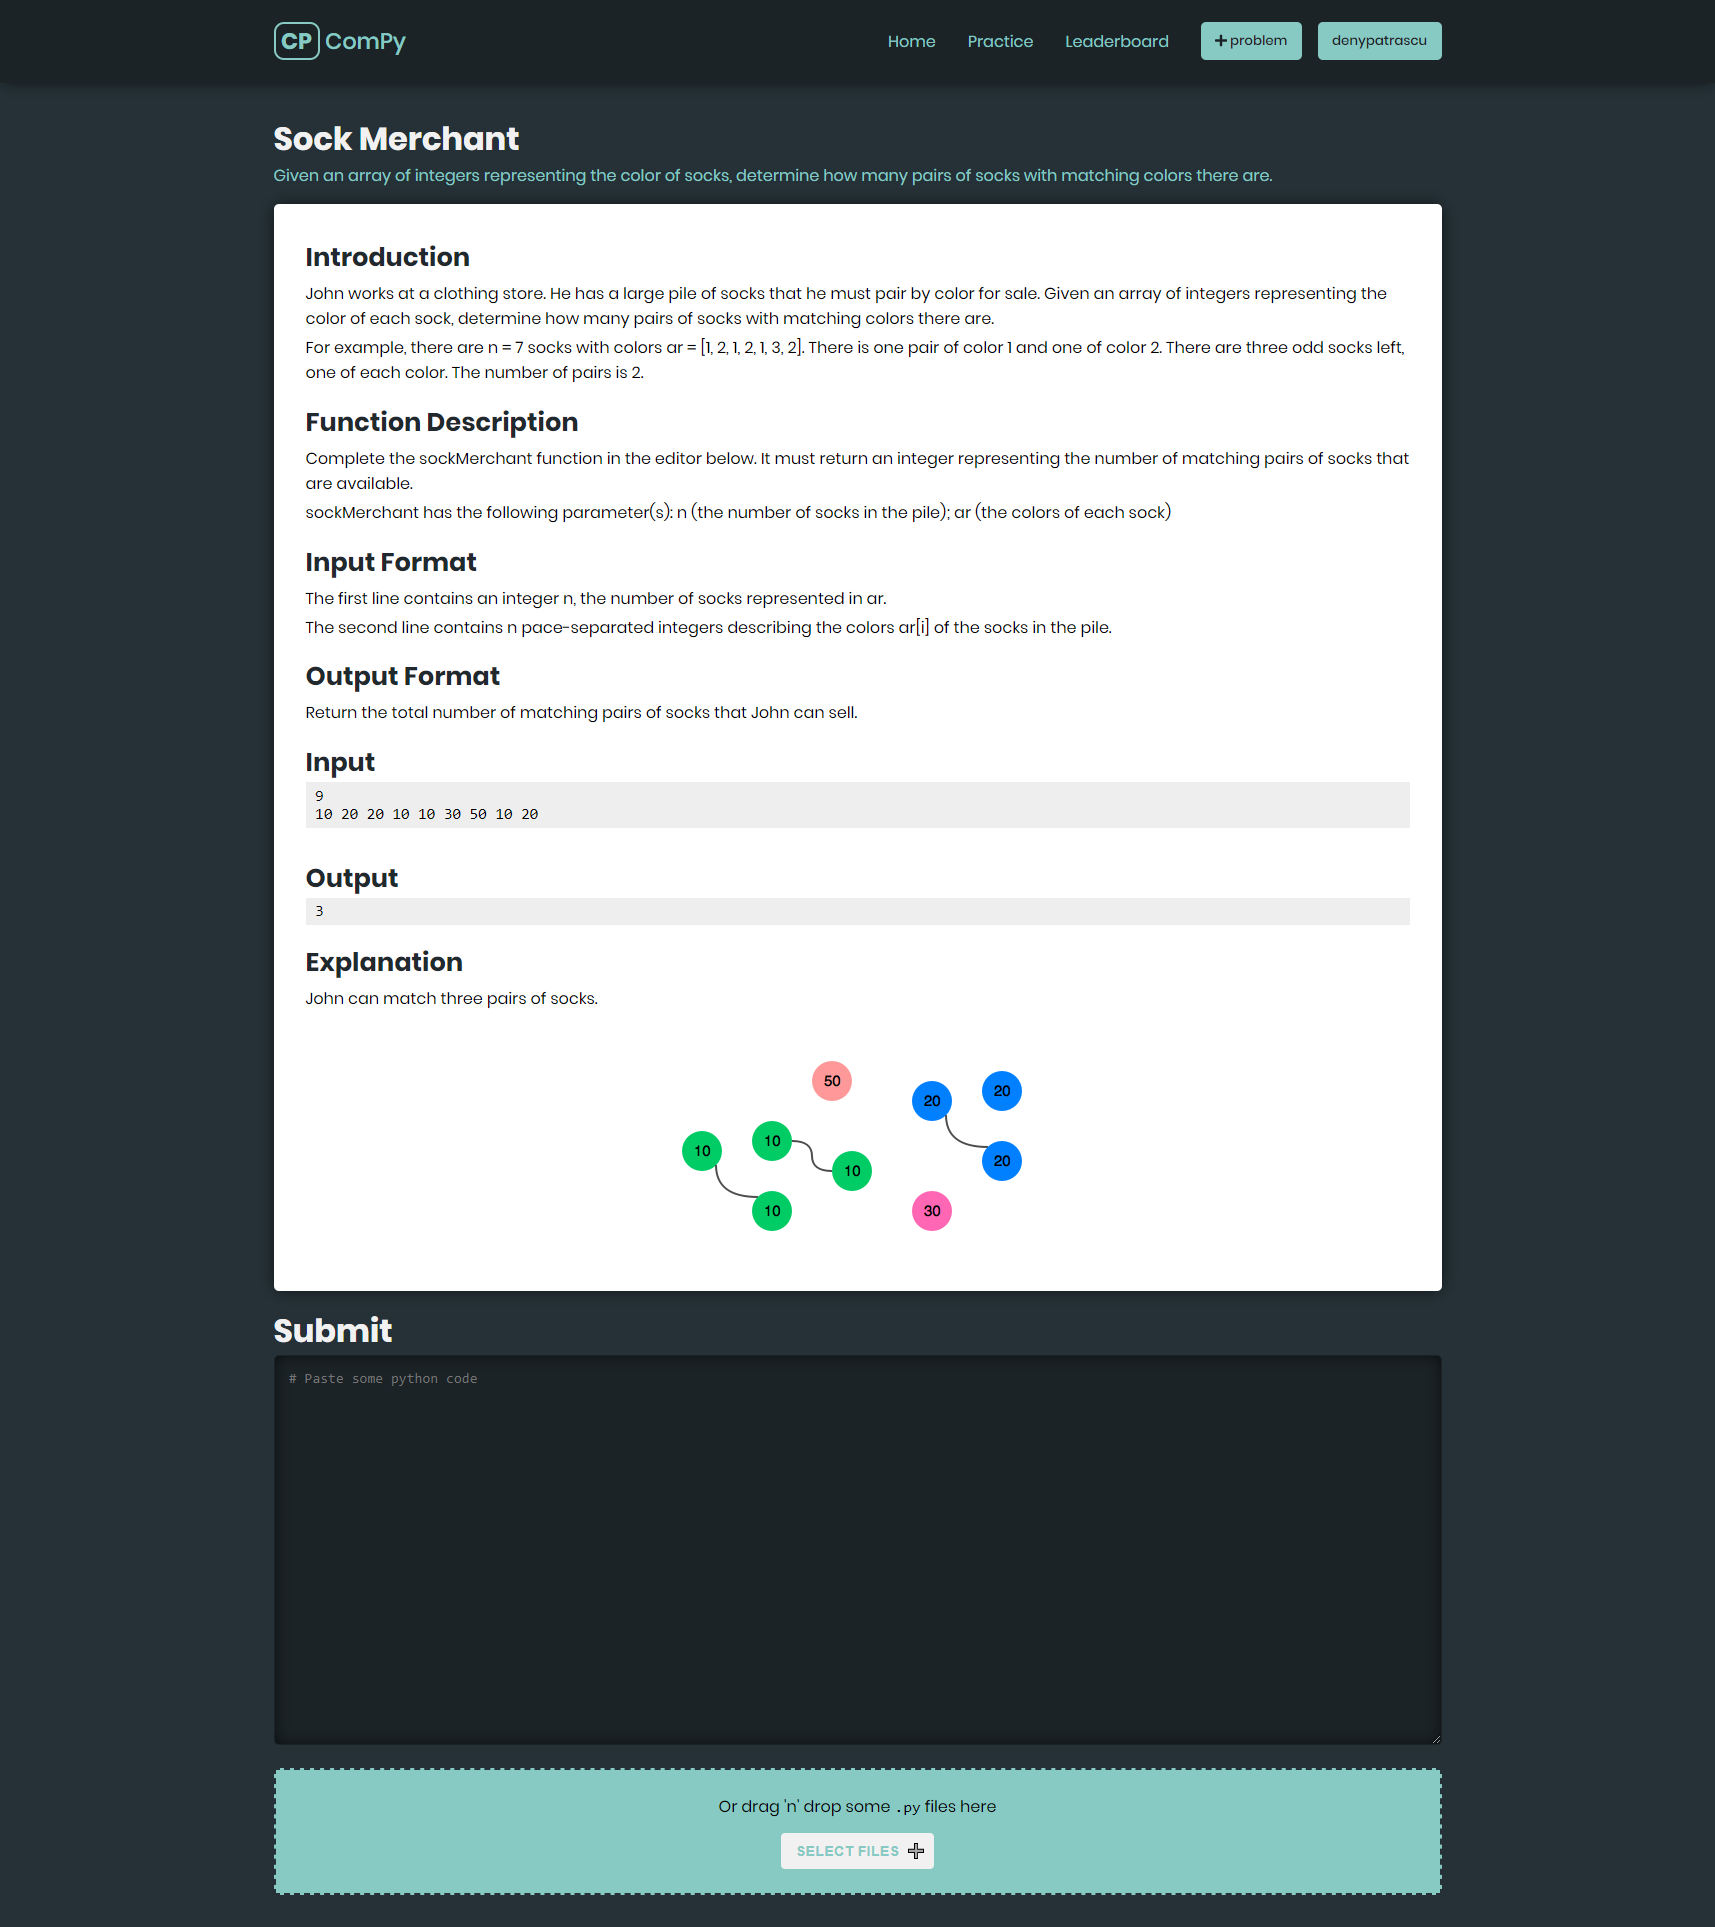 CP ComPy
Home Practice Leaderboard + problem denypatrascu
Sock Merchant
Given an array of integers representing the color of socks, determine how many pairs of socks with matching colors there are.
Introduction
John works at a clothing store. He has a large pile of socks that he must pair by color for sale. Given an array of integers representing the
color of each sock, determine how many pairs of socks with matching colors there are.
For example, there are n = 7 socks with colors ar = [1, 2, 1, 2, 1, 3, 2]. There is one pair of color 1 and one of color 2. There are three odd socks left,
one of each color. The number of pairs is 2.
Function Description
Complete the sockMerchant function in the editor below. It must return an integer representing the number of matching pairs of socks that
are available.
sockMerchant has the following parameter(s): n (the number of socks in the pile); ar (the colors of each sock)
Input Format
The first line contains an integer n, the number of socks represented in ar.
The second line contains n pace-separated integers describing the colors ar[i] of the socks in the pile.
Output Format
Return the total number of matching pairs of socks that John can sell.
Input
9
10 20 20 10 10 30 50 10 20
Output
3
Explanation
John can match three pairs of socks.
50
20
20
10
10
10
20
10
30
Submit
# Paste some python code
Or drag 'n' drop some .py files here
SELECT FILES